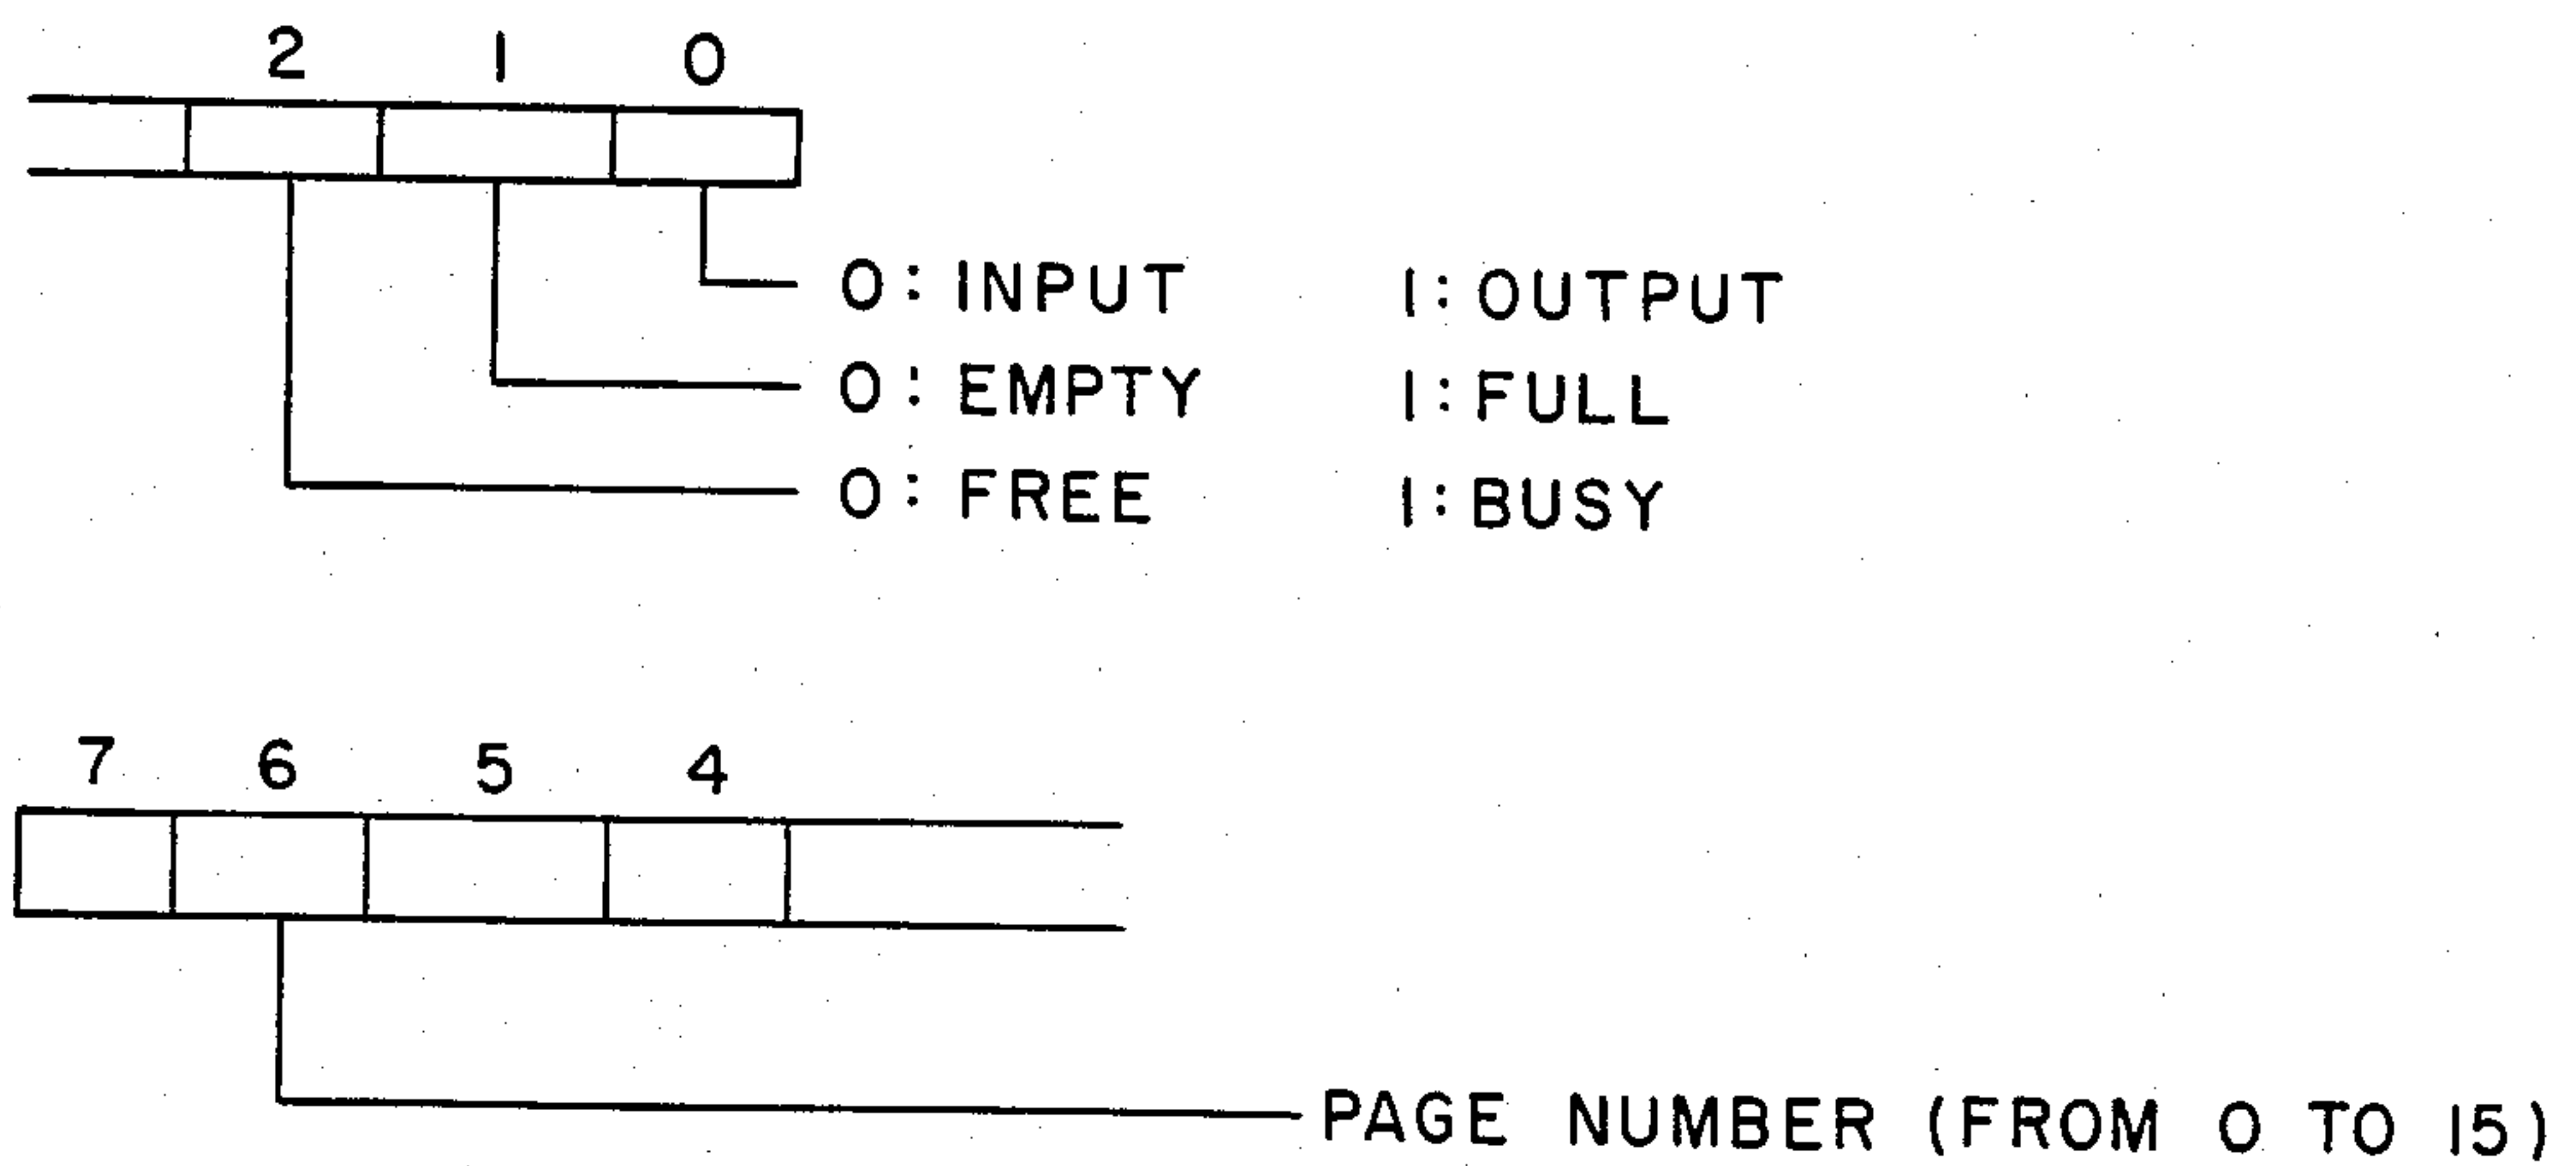 2 1 0
0: INPUT 1: OUTPUT
0: EMPTY 1: FULL
0: FREE 1: BUSY
7 6 5 4
PAGE NUMBER (FROM 0 TO 15)